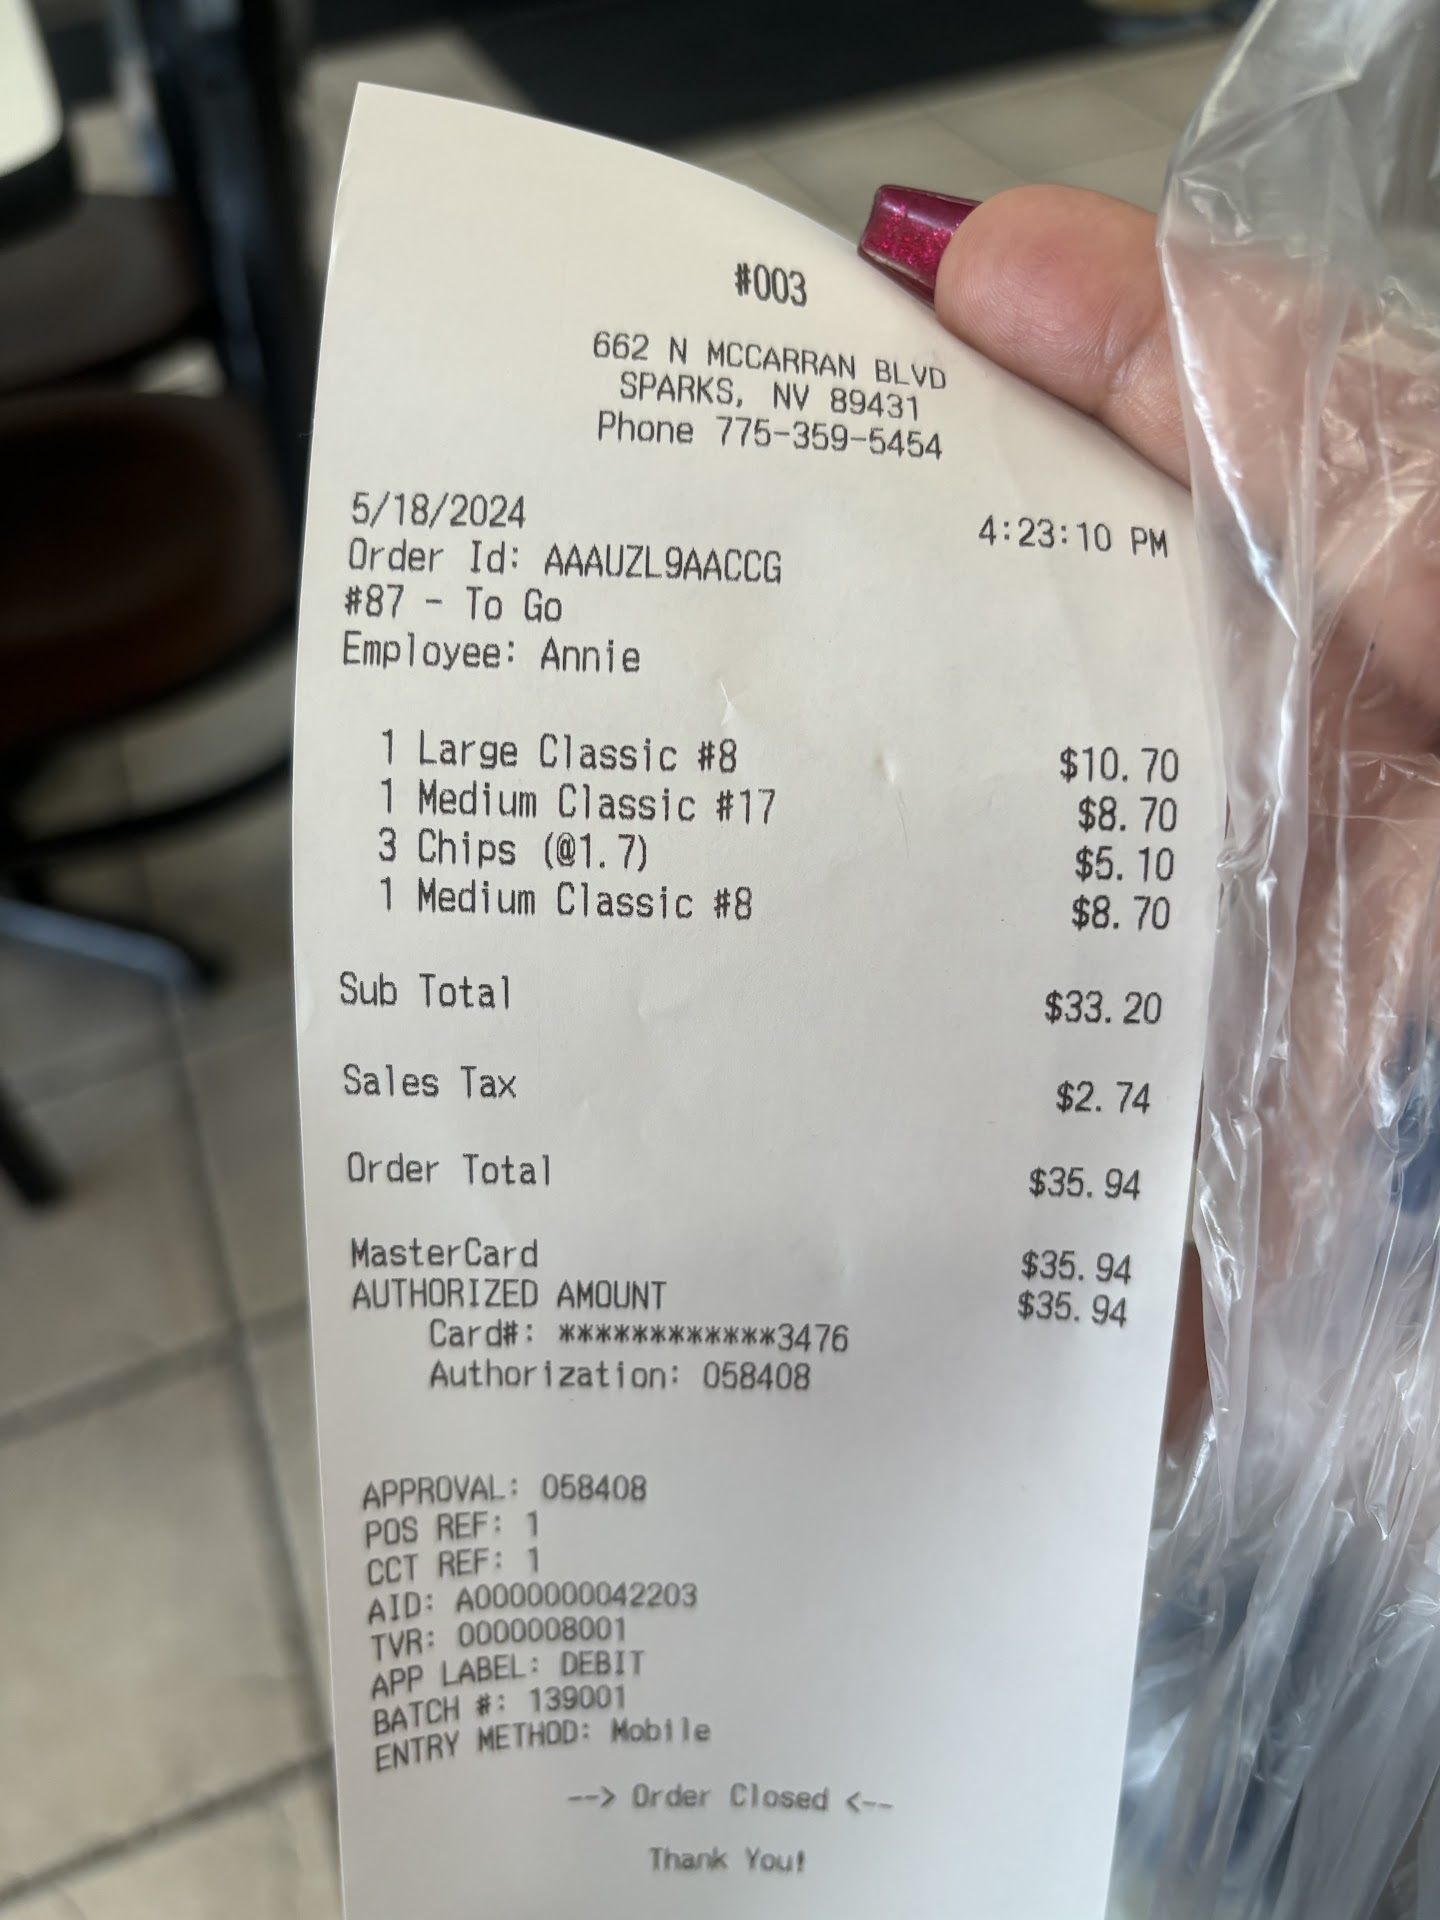 #003
662 N MCCARRAN BLVD
SPARKS, NV 89431
Phone 775-359-5454
5/18/2024 4:23:10 PM
Order Id: AAAUZL9AACCG
#87 - To Go
Employee: Annie
1 Large Classic #8 $10.70
1 Medium Classic #17 $8.70
3 Chips (@1.7) $5.10
1 Medium Classic #8 $8.70
Sub Total $33.20
Sales Tax $2.74
Order Total $35.94
MasterCard $35.94
AUTHORIZED AMOUNT $35.94
Card#: ************3476
Authorization: 058408
APPROVAL: 058408
POS REF: 1
CCT REF: 1
AID: A0000000042203
TVR: 0000008001
APP LABEL: DEBIT
BATCH #: 139001
ENTRY METHOD: Mobile
--> Order Closed <--
Thank You!